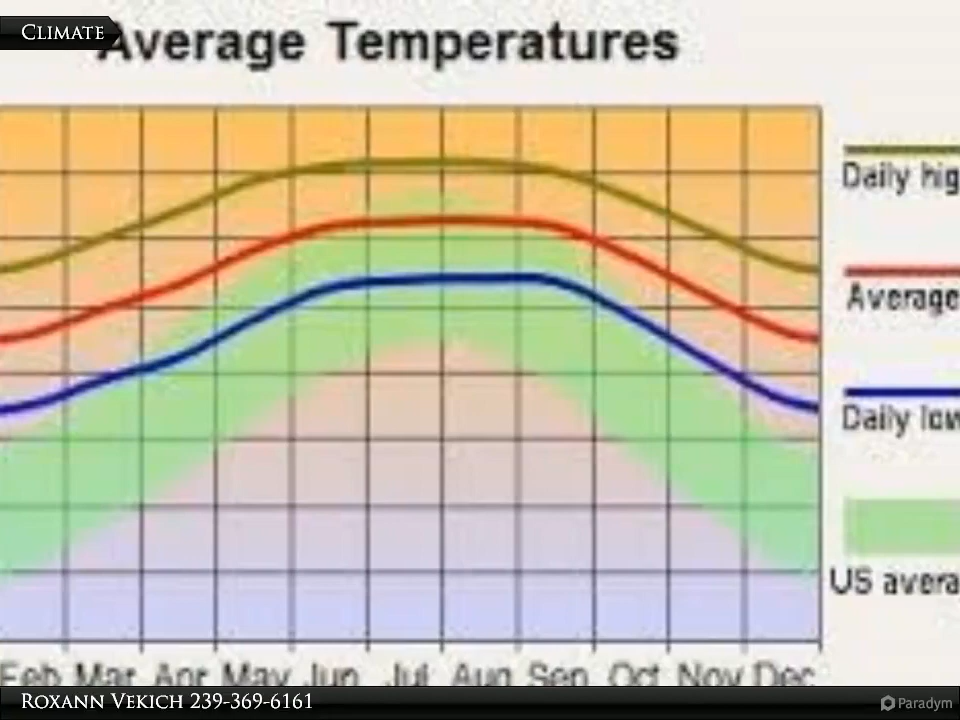 CLIMATE
Average Temperatures
Daily hig
Average
Daily low
US avera
Feb Mar Apr May Jun Jul Aug Sep Oct Nov Dec
ROXANN VEKICH 239-369-6161
Paradym